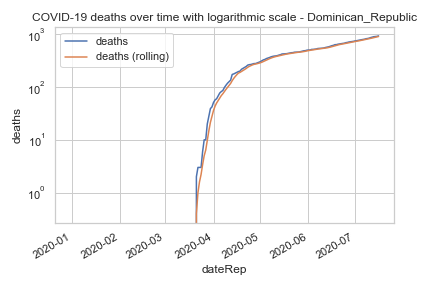 COVID-19 deaths over time with logarithmic scale - Dominican_Republic
deaths
deaths (rolling)
10³
10²
10¹
10⁰
deaths
2020-01
2020-02
2020-03
2020-04
2020-05
2020-06
2020-07
dateRep